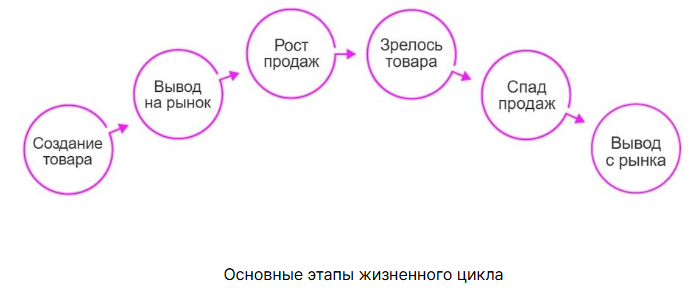 Создание
товара
Вывод
на рынок
Рост
продаж
Зрелось
товара
Спад
продаж
Вывод
с рынка
Основные этапы жизненного цикла